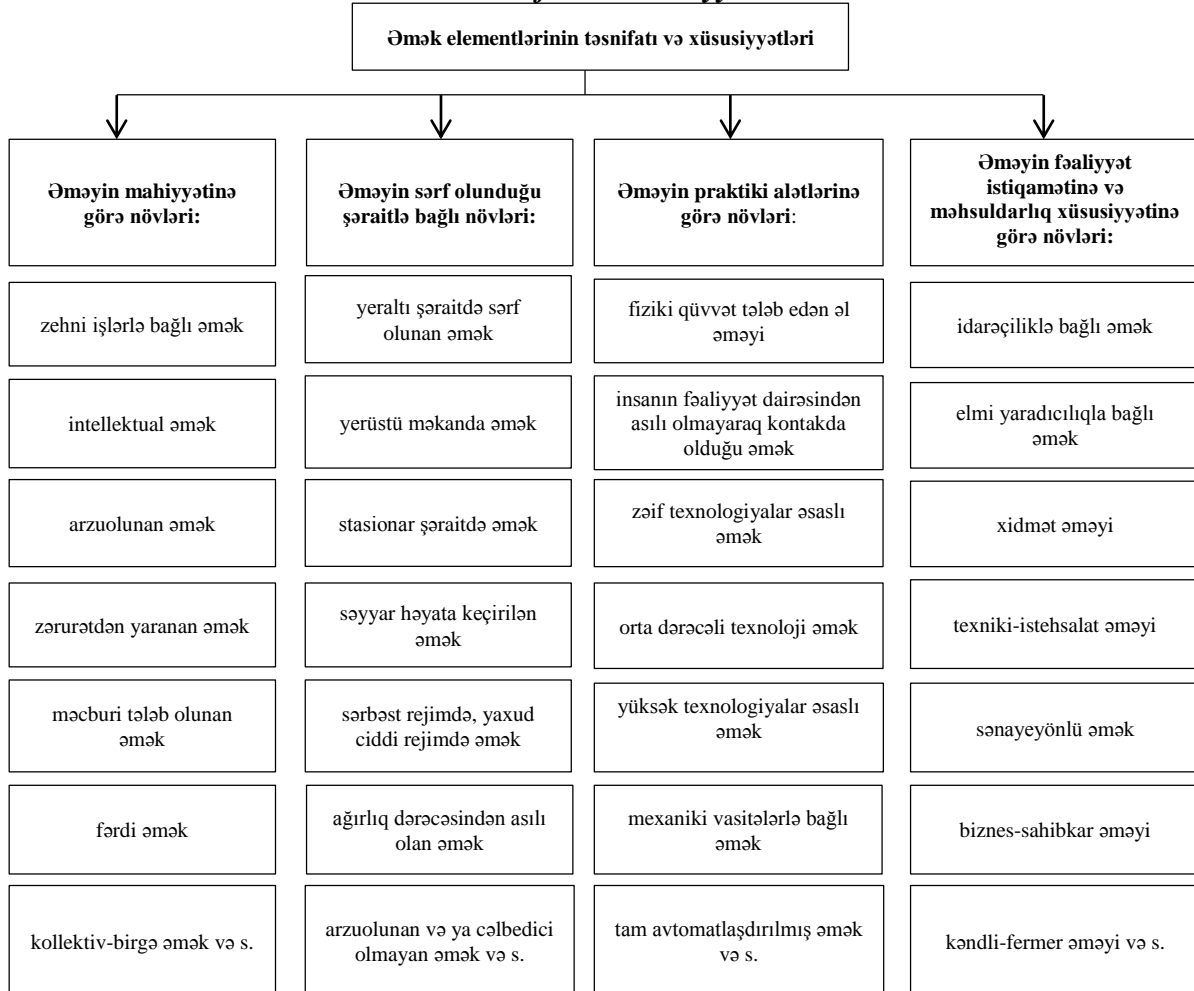 Əmək elementlərinin təsnifatı və xüsusiyyətləri
Əməyin mahiyyətinə
görə növləri:
zehni işlərlə bağlı əmək
intellektual əmək
arzuolunan əmək
zərurətdən yaranan əmək
məcburi tələb olunan
əmək
fərdi əmək
kollektiv-birgə əmək və s.
Əməyin sərf olunduğu
şəraitlə bağlı növləri:
yeraltı şəraitdə sərf
olunan əmək
yerüstü məkanda əmək
stasionar şəraitdə əmək
səyyar həyata keçirilən
əmək
sərbəst rejimdə, yaxud
ciddi rejimdə əmək
ağırlıq dərəcəsindən asılı
olan əmək
arzuolunan və ya cəlbedici
olmayan əmək və s.
Əməyin praktiki alətlərinə
görə növləri:
fiziki qüvvət tələb edən əl
əməyi
insanın fəaliyyət dairəsindən
asılı olmayaraq kontakda
olduğu əmək
zəif texnologiyalar əsaslı
əmək
orta dərəcəli texnoloji əmək
yüksək texnologiyalar əsaslı
əmək
mexaniki vasitələrlə bağlı
əmək
tam avtomatlaşdırılmış əmək
və s.
Əməyin fəaliyyət
istiqamətinə və
məhsuldarlıq xüsusiyyətinə
görə növləri:
idarəçiliklə bağlı əmək
elmi yaradıcılıqla bağlı
əmək
xidmət əməyi
texniki-istehsalat əməyi
sənayeyönlü əmək
biznes-sahibkar əməyi
kəndli-fermer əməyi və s.